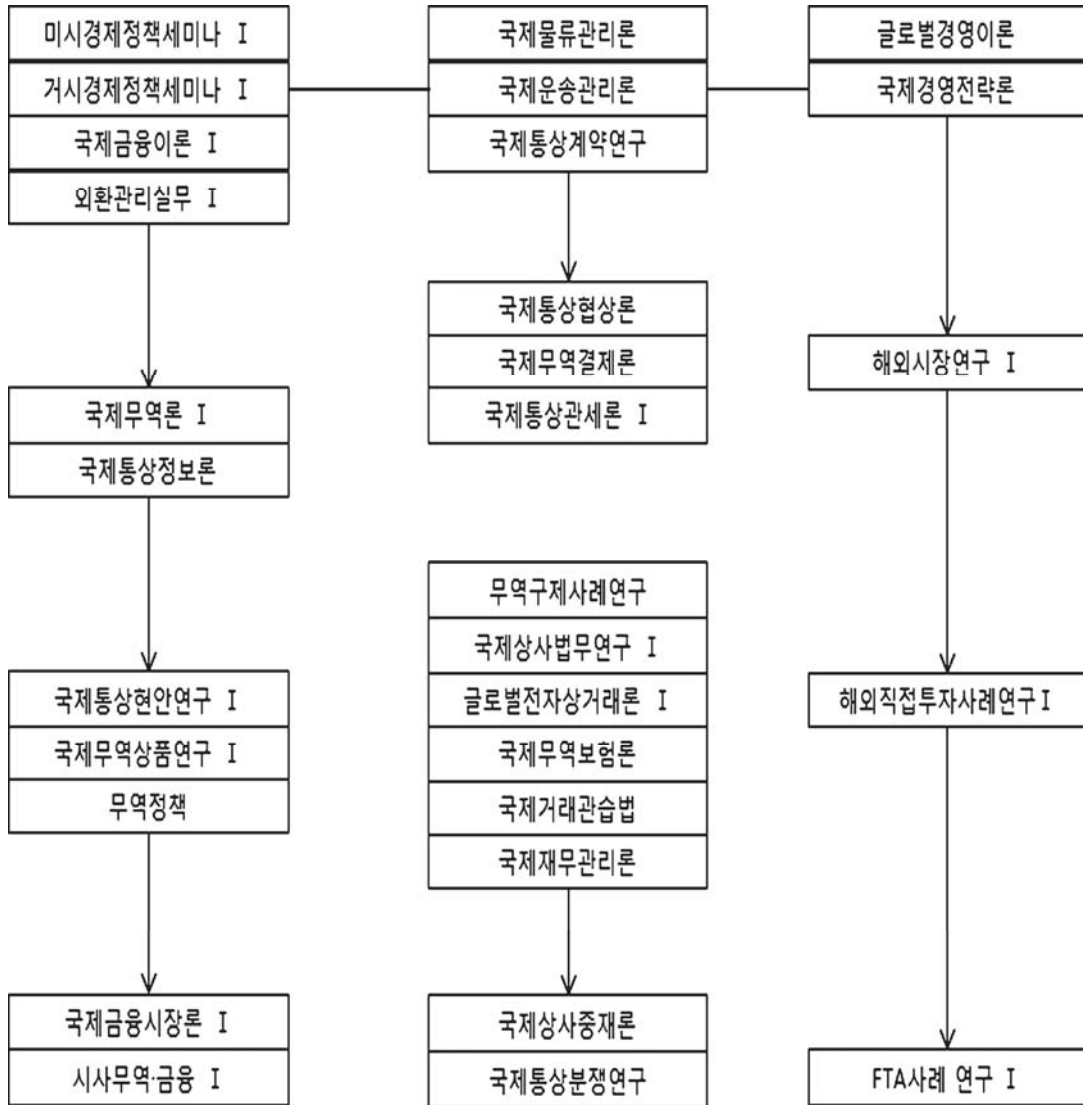 미시경제정책세미나 I
거시경제정책세미나 I
국제금융이론 I
외환관리실무 I
국제무역론 I
국제통상정보론
국제통상현안연구 I
국제무역상품연구 I
무역정책
국제금융시장론 I
시사무역·금융 I
국제물류관리론
국제운송관리론
국제통상계약연구
국제통상협상론
국제무역결제론
국제통상관세론 I
무역구제사례연구
국제상사법무연구 I
글로벌전자상거래론 I
국제무역보험론
국제거래관습법
국제재무관리론
국제상사중재론
국제통상분쟁연구
글로벌경영이론
국제경영전략론
해외시장연구 I
해외직접투자사례연구 I
FTA사례 연구 I